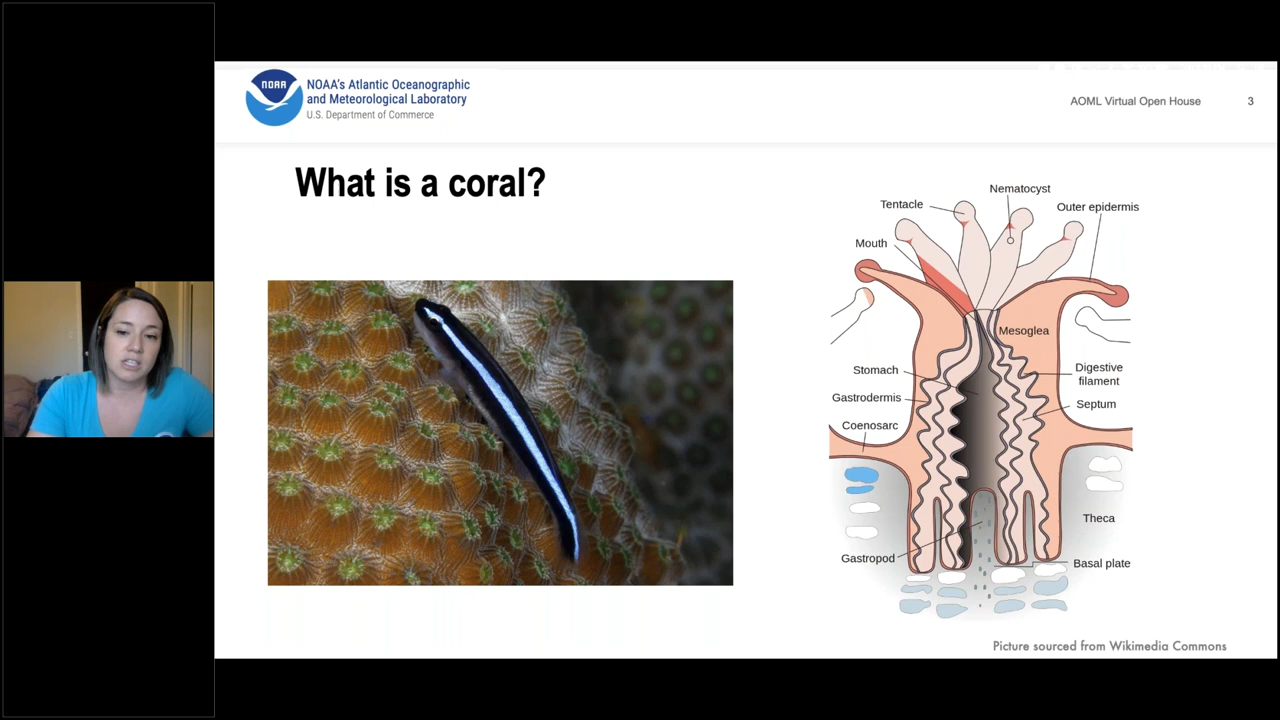 NOAA
NOAA's Atlantic Oceanographic
and Meteorological Laboratory
U.S. Department of Commerce
AOML Virtual Open House
3
What is a coral?
Nematocyst
Tentacle
Outer epidermis
Mouth
Mesoglea
Stomach
Digestive
filament
Gastrodermis
Septum
Coenosarc
Theca
Gastropod
Basal plate
Picture sourced from Wikimedia Commons